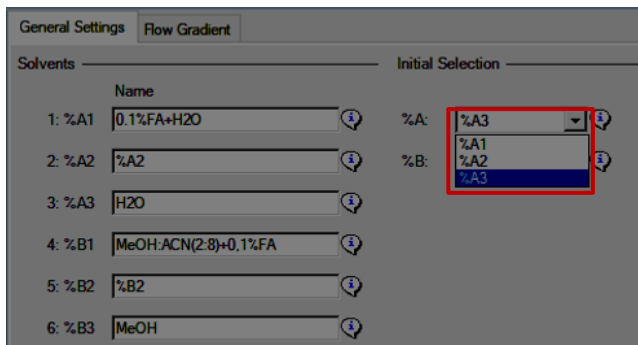 General Settings Flow Gradient
Solvents Initial Selection
Name
1: %A1 0.1%FA+H2O %A: %A3
%A1
2: %A2 %A2 %B: %A2
%A3
3: %A3 H2O
4: %B1 MeOH:ACN(2:8)+0,1%FA
5: %B2 %B2
6: %B3 MeOH